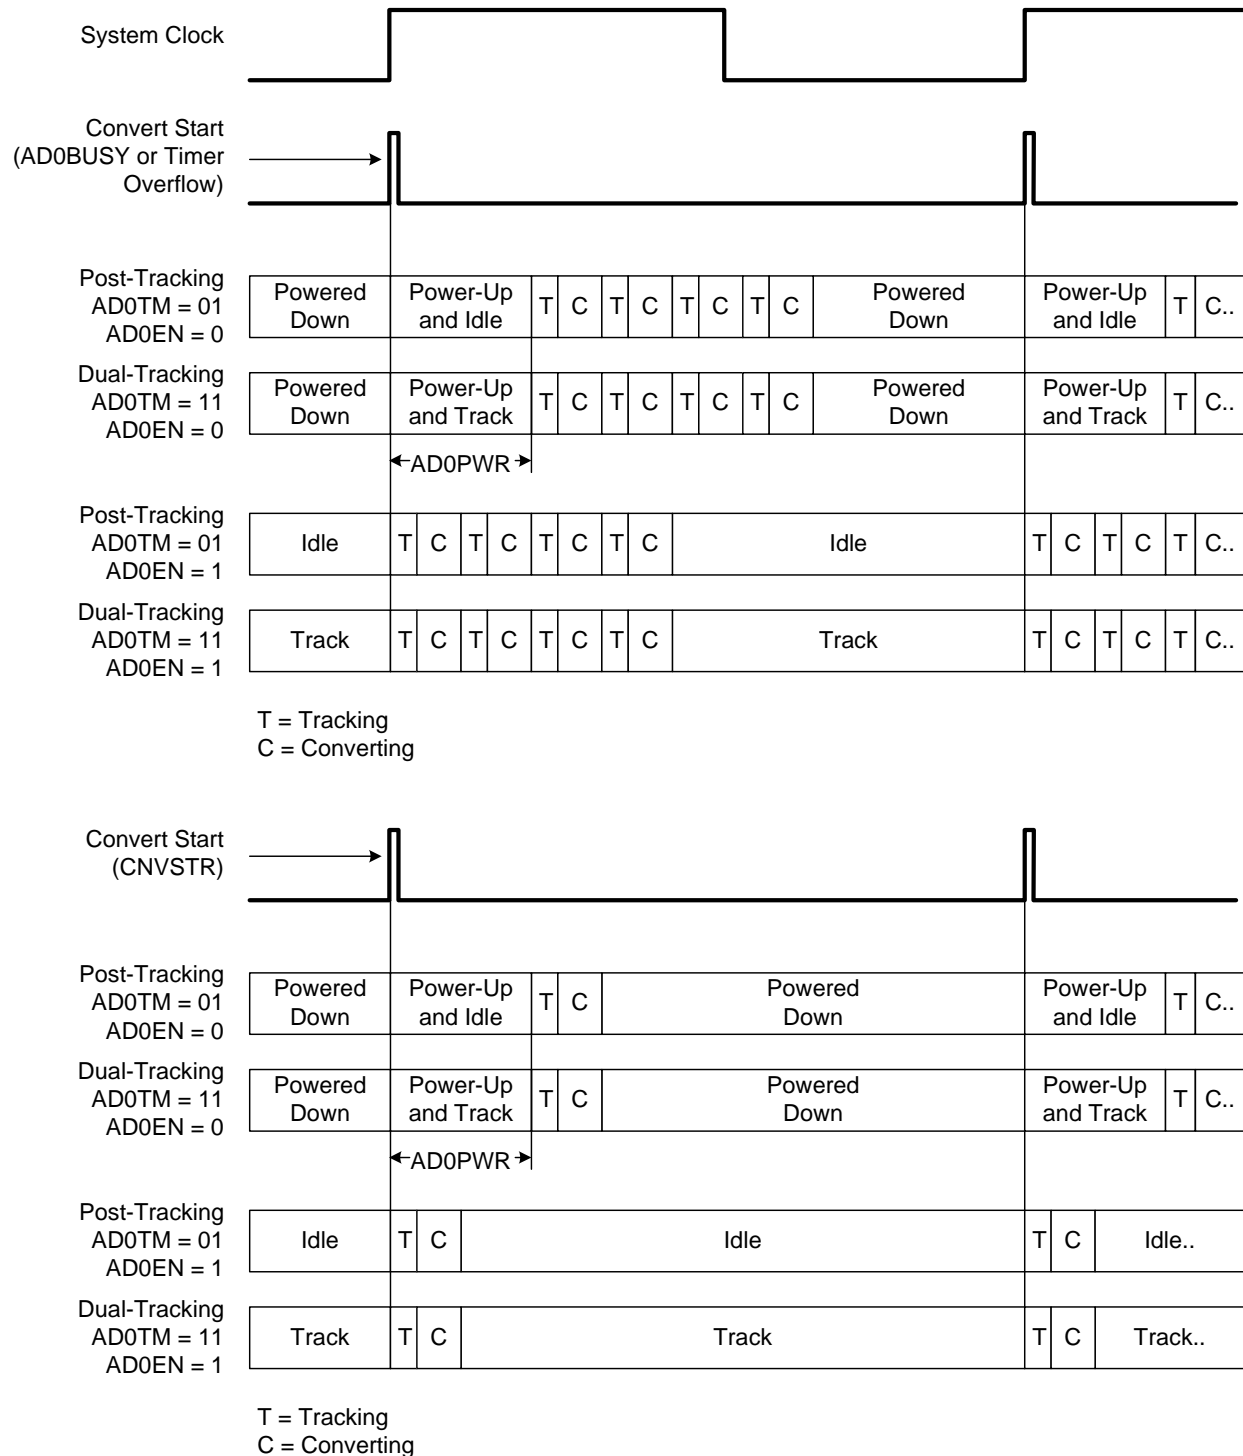 System Clock
Convert Start
(AD0BUSY or Timer
Overflow)
Post-Tracking
AD0TM = 01
AD0EN = 0
Powered
Down
Power-Up
and Idle
T C T C T C T C
Powered
Down
Power-Up
and Idle
T C..
Dual-Tracking
AD0TM = 11
AD0EN = 0
Powered
Down
Power-Up
and Track
T C T C T C T C
Powered
Down
Power-Up
and Track
T C..
AD0PWR
Post-Tracking
AD0TM = 01
AD0EN = 1
Idle T C T C T C T C Idle T C T C T C..
Dual-Tracking
AD0TM = 11
AD0EN = 1
Track T C T C T C T C Track T C T C T C..
T = Tracking
C = Converting
Convert Start
(CNVSTR)
Post-Tracking
AD0TM = 01
AD0EN = 0
Powered
Down
Power-Up
and Idle
T C
Powered
Down
Power-Up
and Idle
T C..
Dual-Tracking
AD0TM = 11
AD0EN = 0
Powered
Down
Power-Up
and Track
T C
Powered
Down
Power-Up
and Track
T C..
AD0PWR
Post-Tracking
AD0TM = 01
AD0EN = 1
Idle T C Idle T C Idle..
Dual-Tracking
AD0TM = 11
AD0EN = 1
Track T C Track T C Track..
T = Tracking
C = Converting